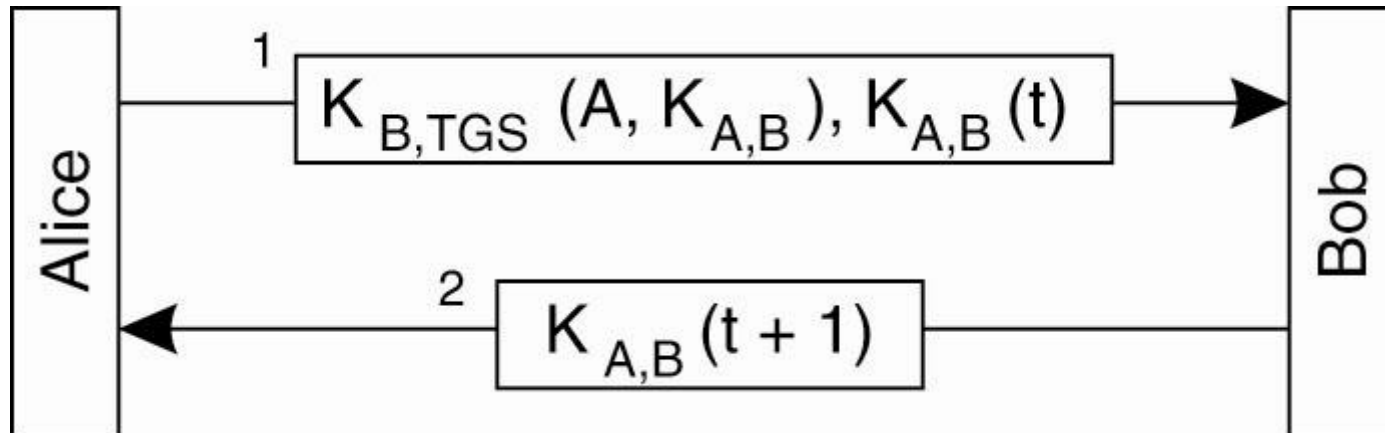 Alice
1
K B,TGS (A, K A,B ), K A,B (t)
2
K A,B (t + 1)
Bob